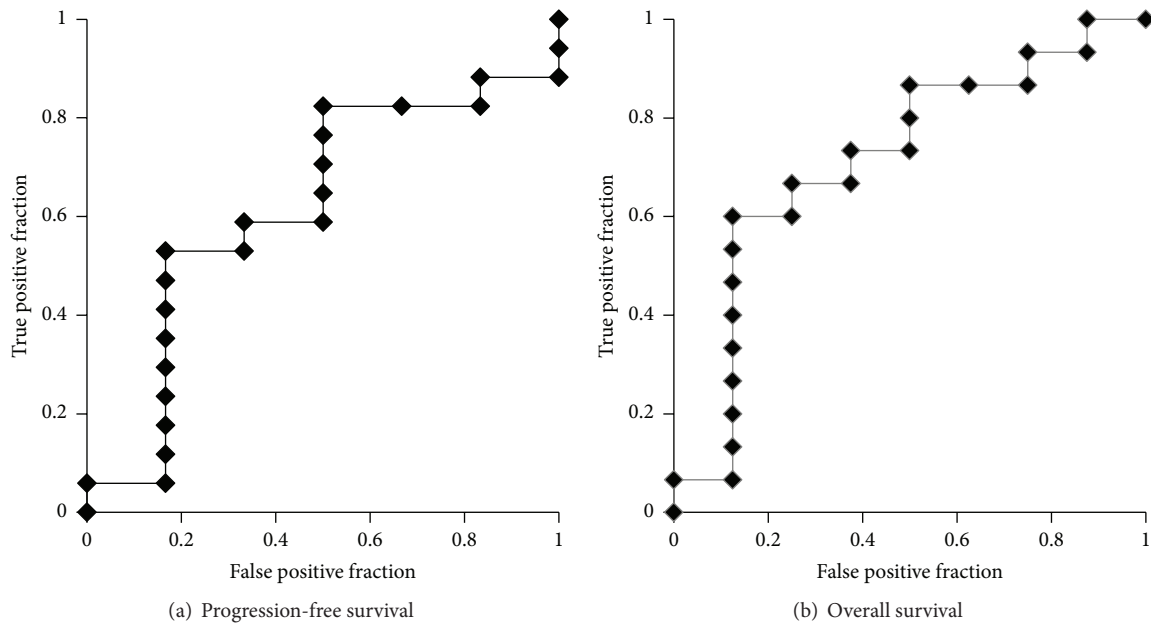 1
0.8
0.6
0.4
0.2
0
True positive fraction
0 0.2 0.4 0.6 0.8 1
False positive fraction
(a) Progression-free survival
1
0.8
0.6
0.4
0.2
0
True positive fraction
0 0.2 0.4 0.6 0.8 1
False positive fraction
(b) Overall survival